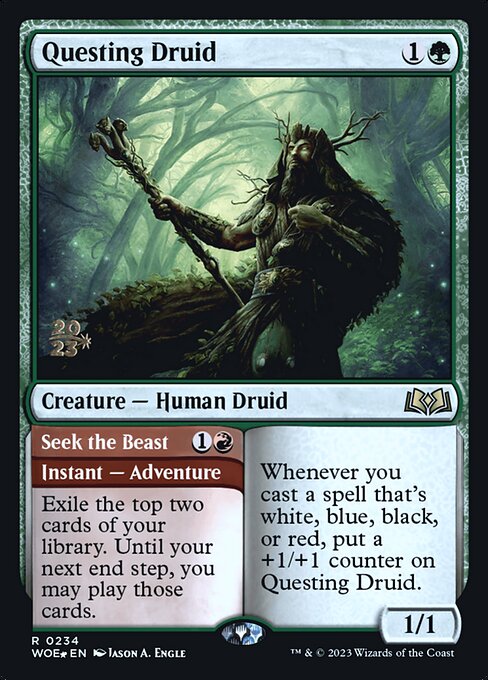 Questing Druid 1
20
23*
Creature — Human Druid
Seek the Beast 1
Instant — Adventure
Exile the top two
cards of your
library. Until your
next end step, you
may play those
cards.
Whenever you
cast a spell that's
white, blue, black,
or red, put a
+1/+1 counter on
Questing Druid.
1/1
R 0234
WOE★EN Jason A. Engle
™ & © 2023 Wizards of the Coast